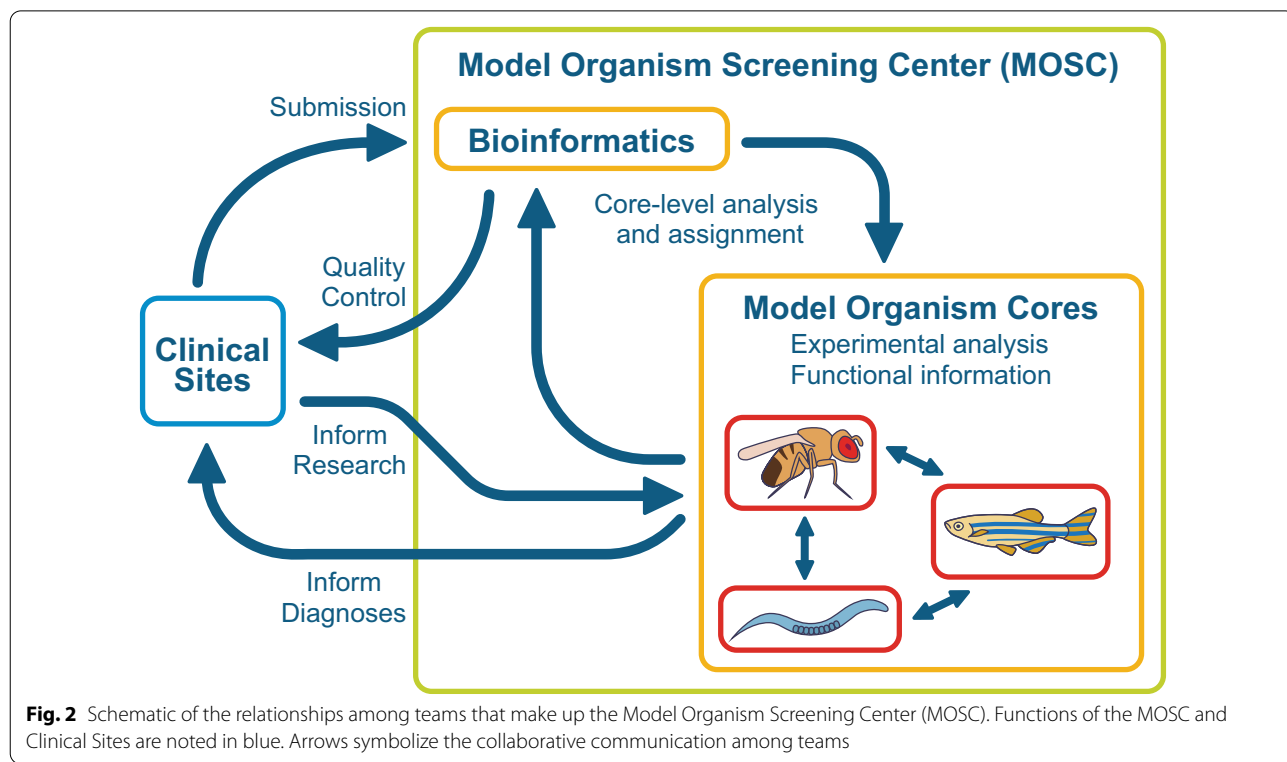 Model Organism Screening Center (MOSC)
Submission
Bioinformatics
Core-level analysis
and assignment
Quality
Control
Clinical
Sites
Model Organism Cores
Experimental analysis
Functional information
Inform
Research
Inform
Diagnoses
Fig. 2 Schematic of the relationships among teams that make up the Model Organism Screening Center (MOSC). Functions of the MOSC and
Clinical Sites are noted in blue. Arrows symbolize the collaborative communication among teams